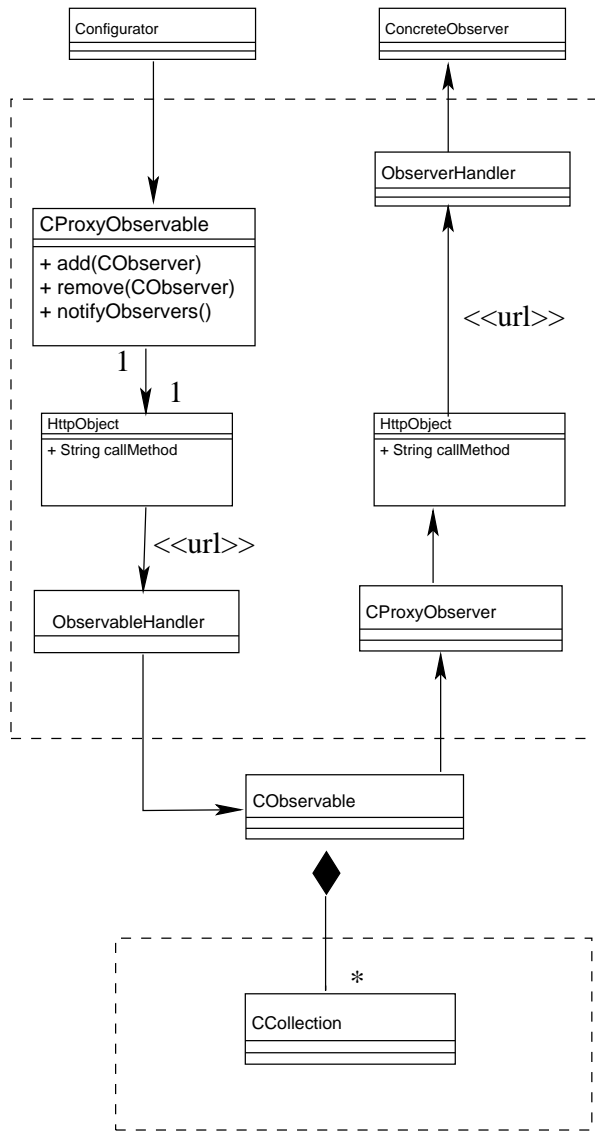 Configurator
ConcreteObserver
ObserverHandler
CProxyObservable
+ add(CObserver)
+ remove(CObserver)
+ notifyObservers()
<<url>>
1
1
HttpObject
+ String callMethod
HttpObject
+ String callMethod
<<url>>
ObservableHandler
CProxyObserver
CObservable
*
CCollection